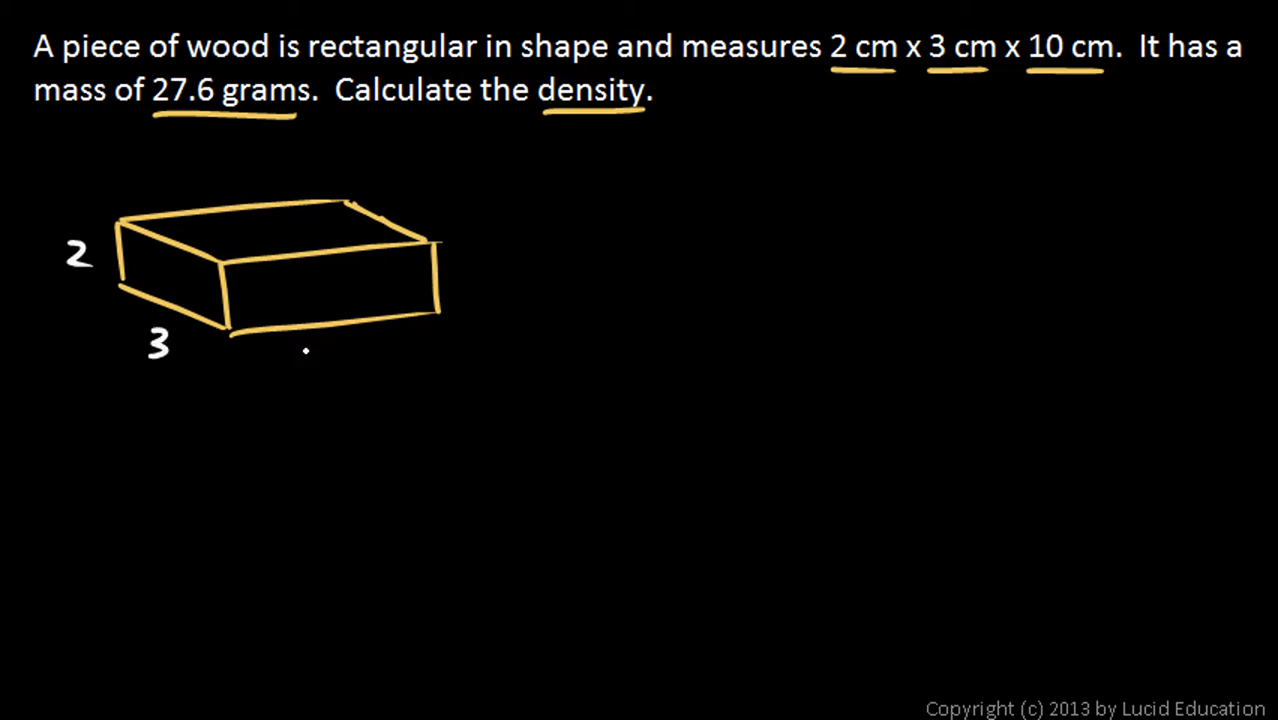 A piece of wood is rectangular in shape and measures 2 cm x 3 cm x 10 cm. It has a
mass of 27.6 grams. Calculate the density.
2
3
Copyright (c) 2013 by Lucid Education